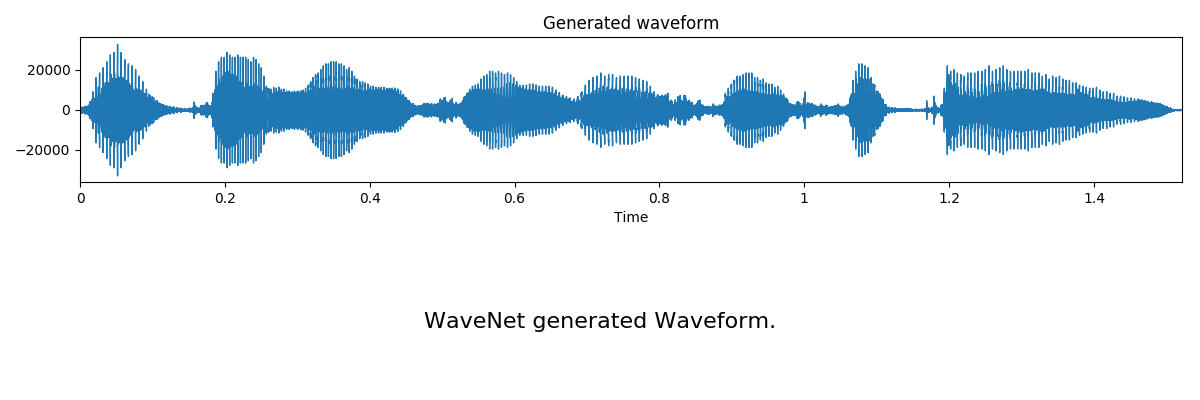 Generated waveform
20000
0
−20000
0 0.2 0.4 0.6 0.8 1 1.2 1.4
Time
WaveNet generated Waveform.